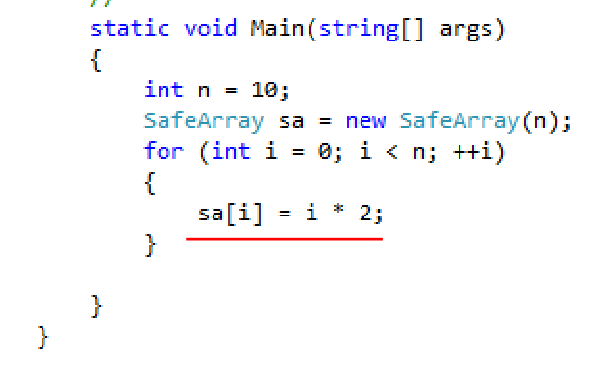 //
static void Main(string[] args)
{
int n = 10;
SafeArray sa = new SafeArray(n);
for (int i = 0; i < n; ++i)
{
sa[i] = i * 2;
}
}
}